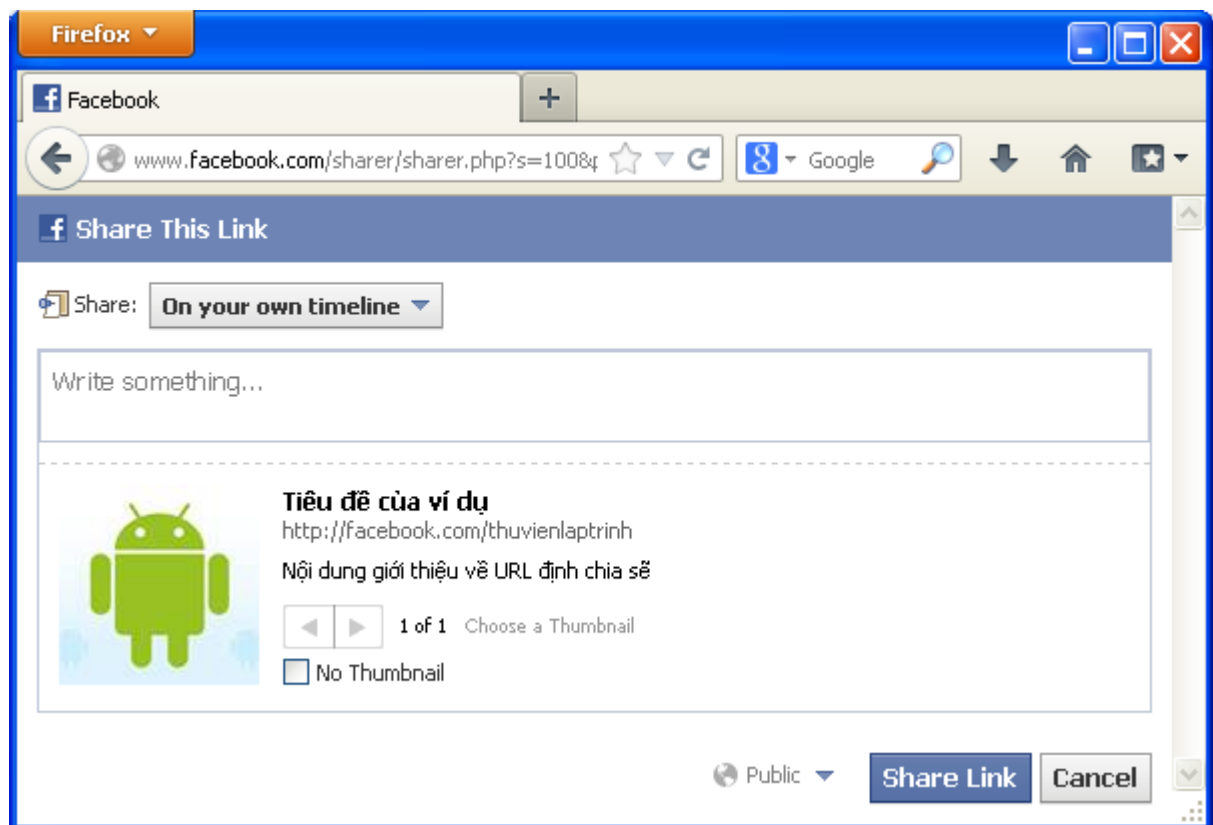 Firefox
Facebook
www.facebook.com/sharer/sharer.php?s=100&p
Google
Share This Link
Share: On your own timeline
Write something...
Tiêu đề của ví dụ
http://facebook.com/thuvienlaptrinh
Nội dung giới thiệu về URL định chia sẽ
1 of 1 Choose a Thumbnail
No Thumbnail
Public Share Link Cancel